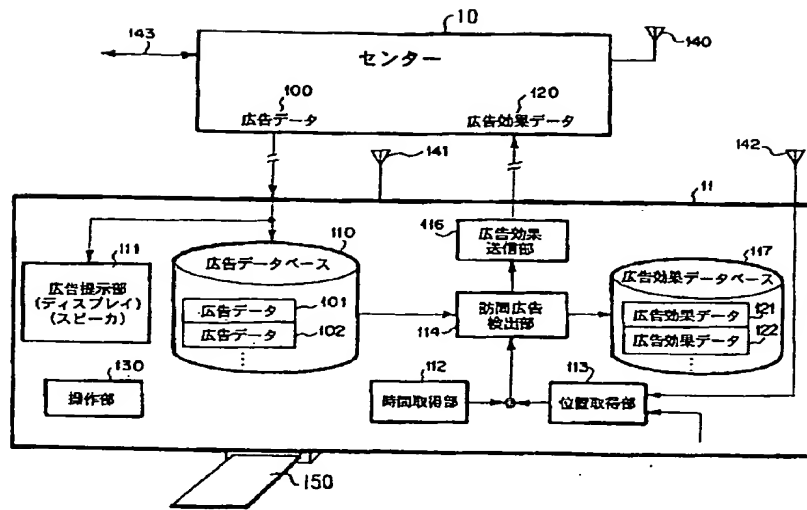 10
143
センター
140
100
120
広告データ
広告効果データ
141
142
11
116
広告効果
送信部
111
110
117
広告提示部
(ディスプレイ)
(スピーカ)
広告データベース
広告効果データベース
114
訪問広告
検出部
広告データ
101
広告データ
102
⋮
広告効果データ
121
広告効果データ
122
⋮
130
操作部
112
時間取得部
113
位置取得部
150